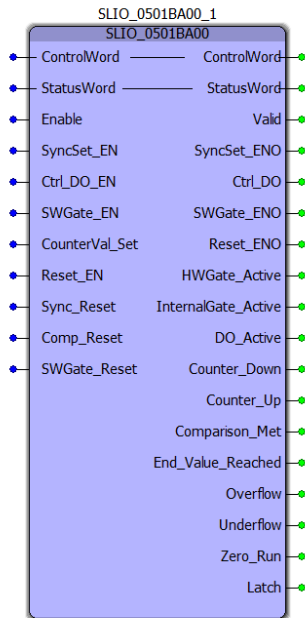 SLIO_0501BA00_1
SLIO_0501BA00
ControlWord ControlWord
StatusWord StatusWord
Enable Valid
SyncSet_EN SyncSet_ENO
Ctrl_DO_EN Ctrl_DO
SWGate_EN SWGate_ENO
CounterVal_Set Reset_ENO
Reset_EN HWGate_Active
Sync_Reset InternalGate_Active
Comp_Reset DO_Active
SWGate_Reset Counter_Down
Counter_Up
Comparison_Met
End_Value_Reached
Overflow
Underflow
Zero_Run
Latch